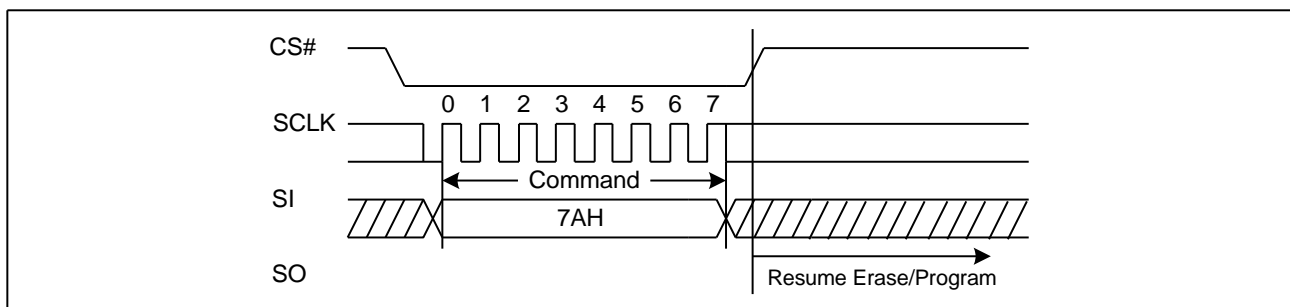 CS#
0 1 2 3 4 5 6 7
SCLK
Command
SI
7AH
SO
Resume Erase/Program